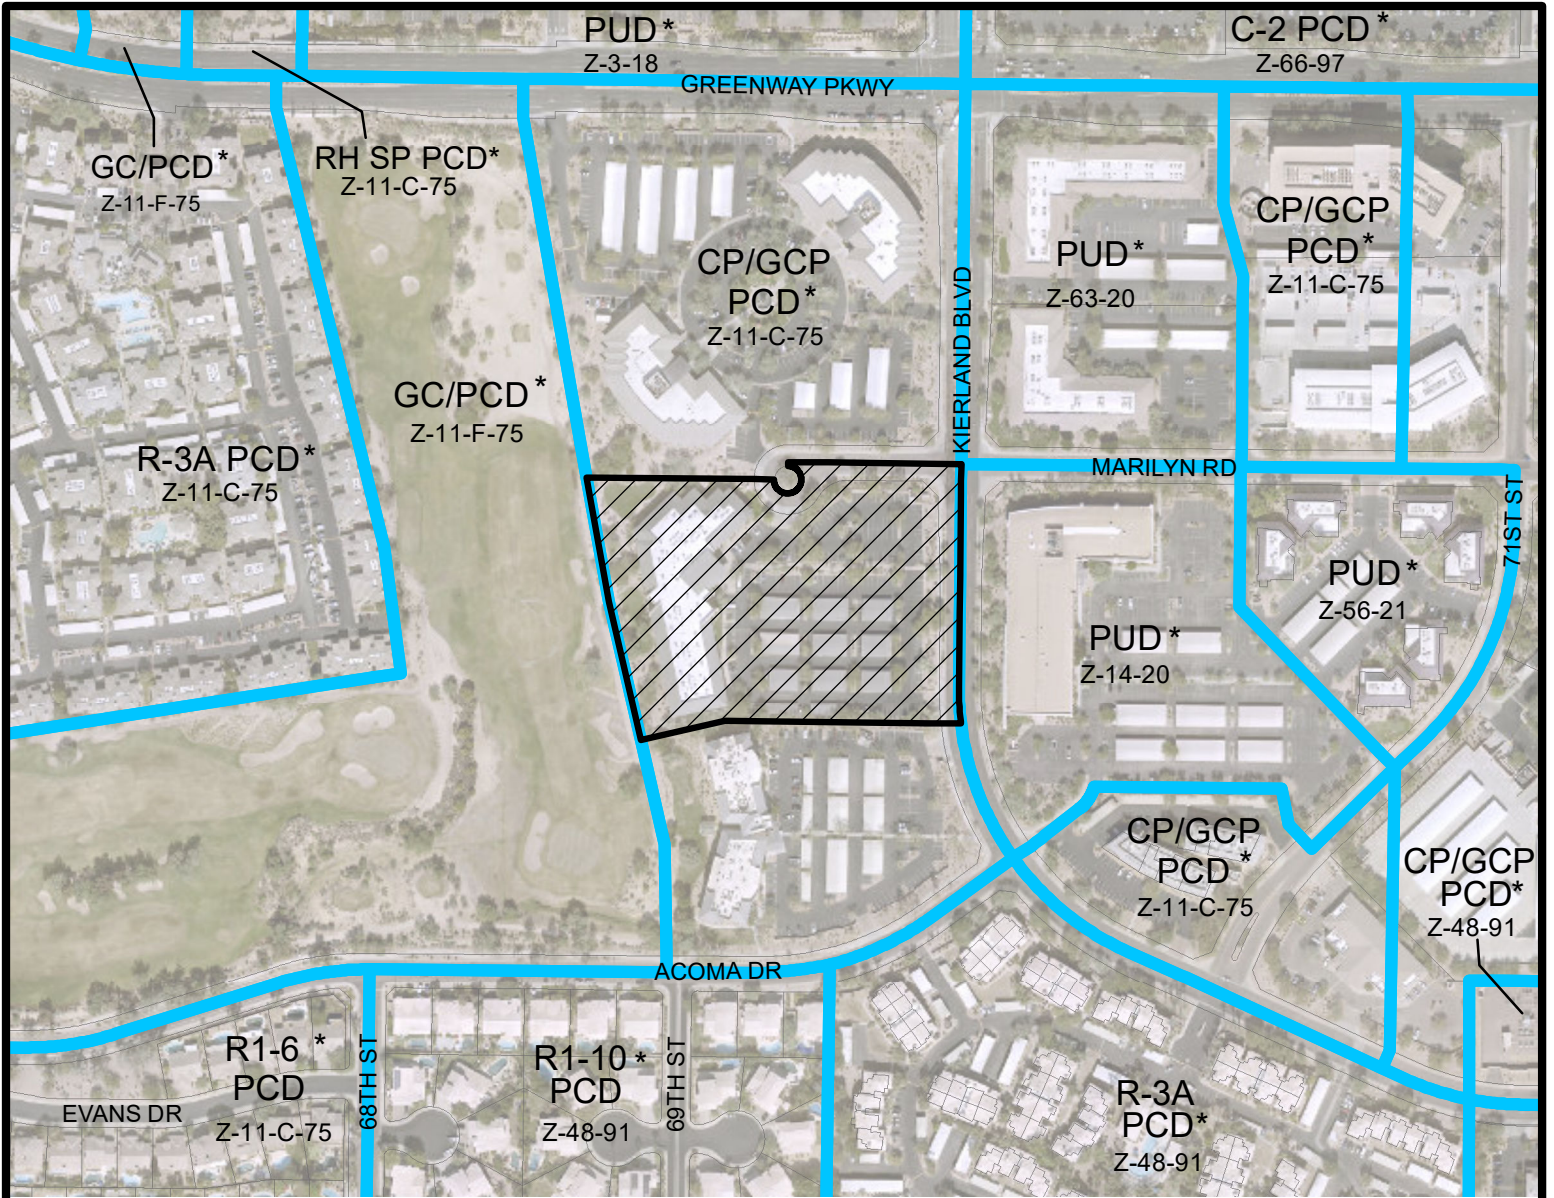 PUD *
Z-3-18
C-2 PCD *
Z-66-97
GREENWAY PKWY
GC/PCD *
Z-11-F-75
RH SP PCD*
Z-11-C-75
CP/GCP
PCD *
Z-11-C-75
PUD *
Z-63-20
CP/GCP
PCD *
Z-11-C-75
KIERLAND BLVD
GC/PCD *
Z-11-F-75
R-3A PCD *
Z-11-C-75
MARILYN RD
71ST ST
PUD *
Z-56-21
PUD *
Z-14-20
CP/GCP
PCD *
Z-11-C-75
CP/GCP
PCD*
Z-48-91
ACOMA DR
R1-6 *
PCD
Z-11-C-75
68TH ST
R1-10 *
PCD
Z-48-91
69TH ST
EVANS DR
R-3A
PCD*
Z-48-91